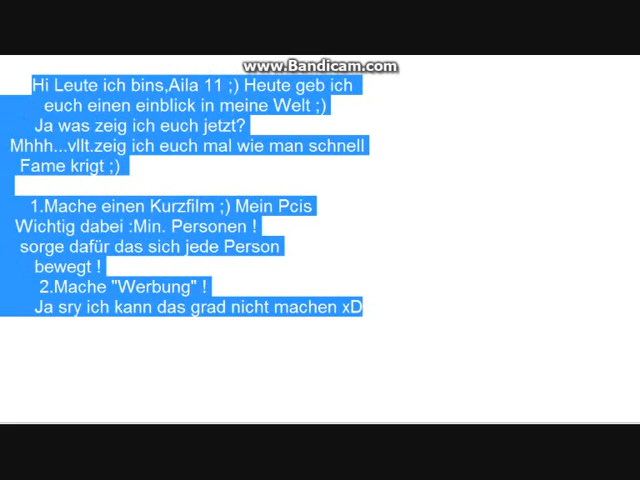 www.Bandicam.com
Hi Leute ich bins,Aila 11 ;) Heute geb ich
euch einen einblick in meine Welt ;)
Ja was zeig ich euch jetzt?
Mhhh...vllt.zeig ich euch mal wie man schnell
Fame krigt ;)
1.Mache einen Kurzfilm ;) Mein Pcis
Wichtig dabei :Min. Personen !
sorge dafür das sich jede Person
bewegt !
2.Mache "Werbung" !
Ja sry ich kann das grad nicht machen xD